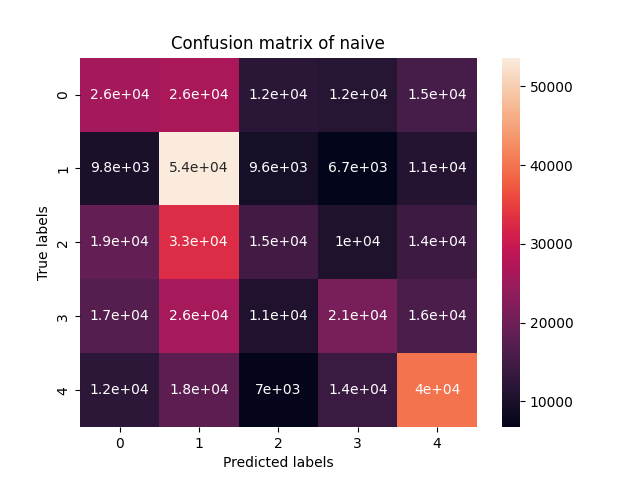 Confusion matrix of naive
50000
0 2.6e+04 2.6e+04 1.2e+04 1.2e+04 1.5e+04
1 9.8e+03 5.4e+04 9.6e+03 6.7e+03 1.1e+04
40000
True labels
2 1.9e+04 3.3e+04 1.5e+04 1e+04 1.4e+04
30000
3 1.7e+04 2.6e+04 1.1e+04 2.1e+04 1.6e+04
20000
4 1.2e+04 1.8e+04 7e+03 1.4e+04 4e+04
10000
0 1 2 3 4
Predicted labels